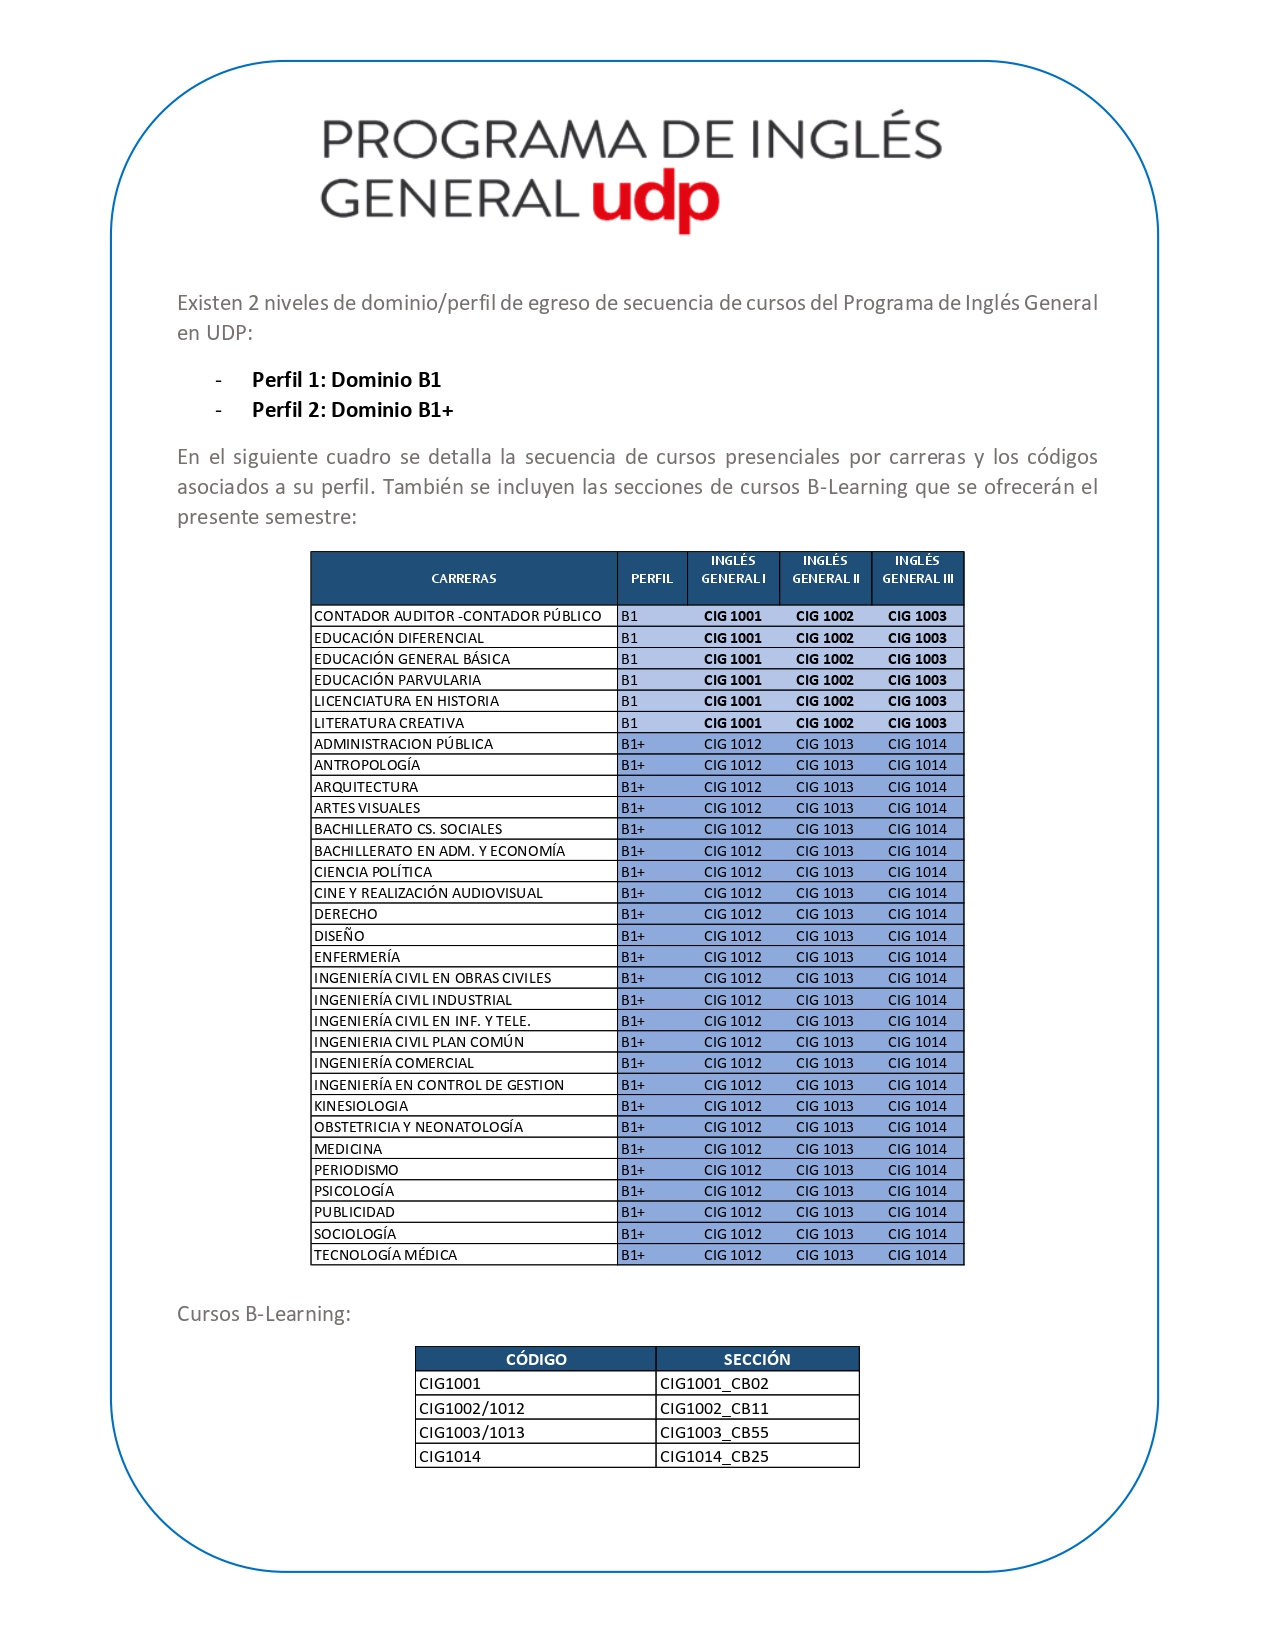 PROGRAMA DE INGLÉS
GENERAL udp
Existen 2 niveles de dominio/perfil de egreso de secuencia de cursos del Programa de Inglés General
en UDP:
- Perfil 1: Dominio B1
- Perfil 2: Dominio B1+
En el siguiente cuadro se detalla la secuencia de cursos presenciales por carreras y los códigos
asociados a su perfil. También se incluyen las secciones de cursos B-Learning que se ofrecerán el
presente semestre:
CARRERAS PERFIL INGLÉS GENERAL I INGLÉS GENERAL II INGLÉS GENERAL III
CONTADOR AUDITOR -CONTADOR PÚBLICO B1 CIG 1001 CIG 1002 CIG 1003
EDUCACIÓN DIFERENCIAL B1 CIG 1001 CIG 1002 CIG 1003
EDUCACIÓN GENERAL BÁSICA B1 CIG 1001 CIG 1002 CIG 1003
EDUCACIÓN PARVULARIA B1 CIG 1001 CIG 1002 CIG 1003
LICENCIATURA EN HISTORIA B1 CIG 1001 CIG 1002 CIG 1003
LITERATURA CREATIVA B1 CIG 1001 CIG 1002 CIG 1003
ADMINISTRACION PÚBLICA B1+ CIG 1012 CIG 1013 CIG 1014
ANTROPOLOGÍA B1+ CIG 1012 CIG 1013 CIG 1014
ARQUITECTURA B1+ CIG 1012 CIG 1013 CIG 1014
ARTES VISUALES B1+ CIG 1012 CIG 1013 CIG 1014
BACHILLERATO CS. SOCIALES B1+ CIG 1012 CIG 1013 CIG 1014
BACHILLERATO EN ADM. Y ECONOMÍA B1+ CIG 1012 CIG 1013 CIG 1014
CIENCIA POLÍTICA B1+ CIG 1012 CIG 1013 CIG 1014
CINE Y REALIZACIÓN AUDIOVISUAL B1+ CIG 1012 CIG 1013 CIG 1014
DERECHO B1+ CIG 1012 CIG 1013 CIG 1014
DISEÑO B1+ CIG 1012 CIG 1013 CIG 1014
ENFERMERÍA B1+ CIG 1012 CIG 1013 CIG 1014
INGENIERÍA CIVIL EN OBRAS CIVILES B1+ CIG 1012 CIG 1013 CIG 1014
INGENIERÍA CIVIL INDUSTRIAL B1+ CIG 1012 CIG 1013 CIG 1014
INGENIERÍA CIVIL EN INF. Y TELE. B1+ CIG 1012 CIG 1013 CIG 1014
INGENIERIA CIVIL PLAN COMÚN B1+ CIG 1012 CIG 1013 CIG 1014
INGENIERÍA COMERCIAL B1+ CIG 1012 CIG 1013 CIG 1014
INGENIERÍA EN CONTROL DE GESTION B1+ CIG 1012 CIG 1013 CIG 1014
KINESIOLOGIA B1+ CIG 1012 CIG 1013 CIG 1014
OBSTETRICIA Y NEONATOLOGÍA B1+ CIG 1012 CIG 1013 CIG 1014
MEDICINA B1+ CIG 1012 CIG 1013 CIG 1014
PERIODISMO B1+ CIG 1012 CIG 1013 CIG 1014
PSICOLOGÍA B1+ CIG 1012 CIG 1013 CIG 1014
PUBLICIDAD B1+ CIG 1012 CIG 1013 CIG 1014
SOCIOLOGÍA B1+ CIG 1012 CIG 1013 CIG 1014
TECNOLOGÍA MÉDICA B1+ CIG 1012 CIG 1013 CIG 1014
Cursos B-Learning:
CÓDIGO SECCIÓN
CIG1001 CIG1001_CB02
CIG1002/1012 CIG1002_CB11
CIG1003/1013 CIG1003_CB55
CIG1014 CIG1014_CB25